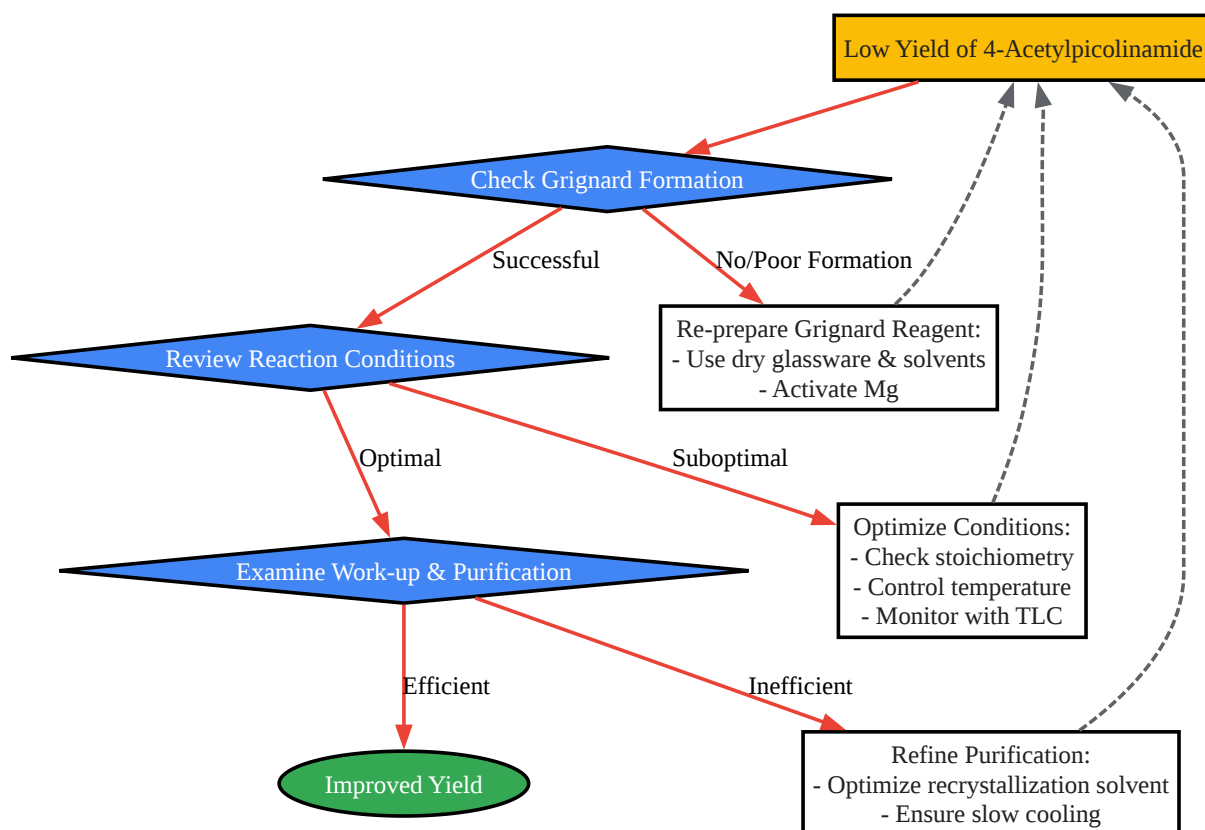 Low Yield of 4-Acetylpicolinamide
Check Grignard Formation
Successful
No/Poor Formation
Re-prepare Grignard Reagent:
- Use dry glassware & solvents
- Activate Mg
Review Reaction Conditions
Optimal
Suboptimal
Optimize Conditions:
- Check stoichiometry
- Control temperature
- Monitor with TLC
Examine Work-up & Purification
Efficient
Inefficient
Refine Purification:
- Optimize recrystallization solvent
- Ensure slow cooling
Improved Yield